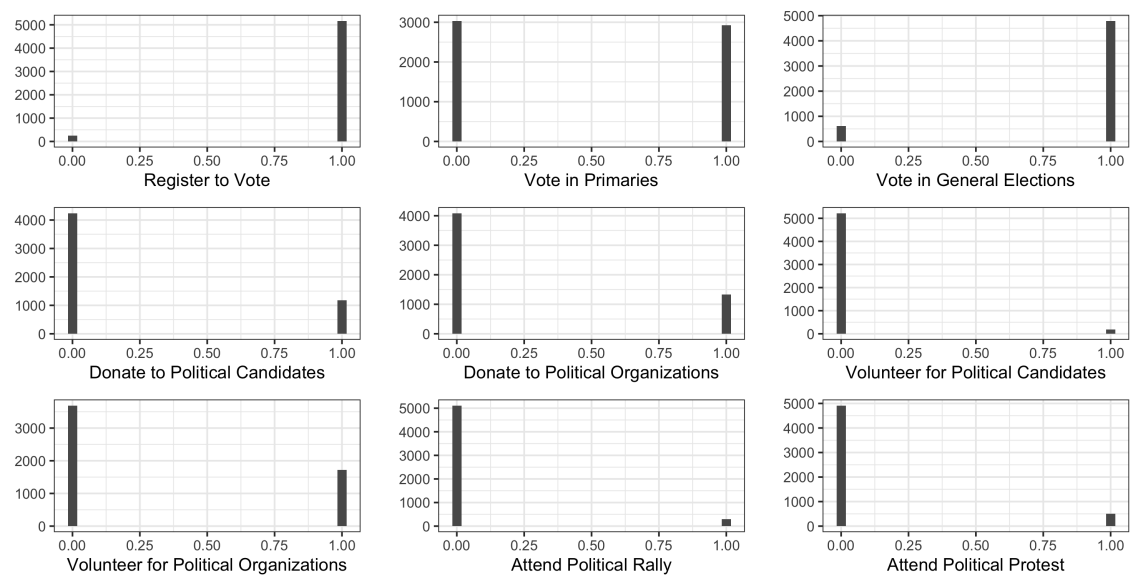 5000
4000
3000
2000
1000
0
0.00 0.25 0.50 0.75 1.00
Register to Vote
3000
2000
1000
0
0.00 0.25 0.50 0.75 1.00
Vote in Primaries
5000
4000
3000
2000
1000
0
0.00 0.25 0.50 0.75 1.00
Vote in General Elections
4000
3000
2000
1000
0
0.00 0.25 0.50 0.75 1.00
Donate to Political Candidates
4000
3000
2000
1000
0
0.00 0.25 0.50 0.75 1.00
Donate to Political Organizations
5000
4000
3000
2000
1000
0
0.00 0.25 0.50 0.75 1.00
Volunteer for Political Candidates
3000
2000
1000
0
0.00 0.25 0.50 0.75 1.00
Volunteer for Political Organizations
5000
4000
3000
2000
1000
0
0.00 0.25 0.50 0.75 1.00
Attend Political Rally
5000
4000
3000
2000
1000
0
0.00 0.25 0.50 0.75 1.00
Attend Political Protest